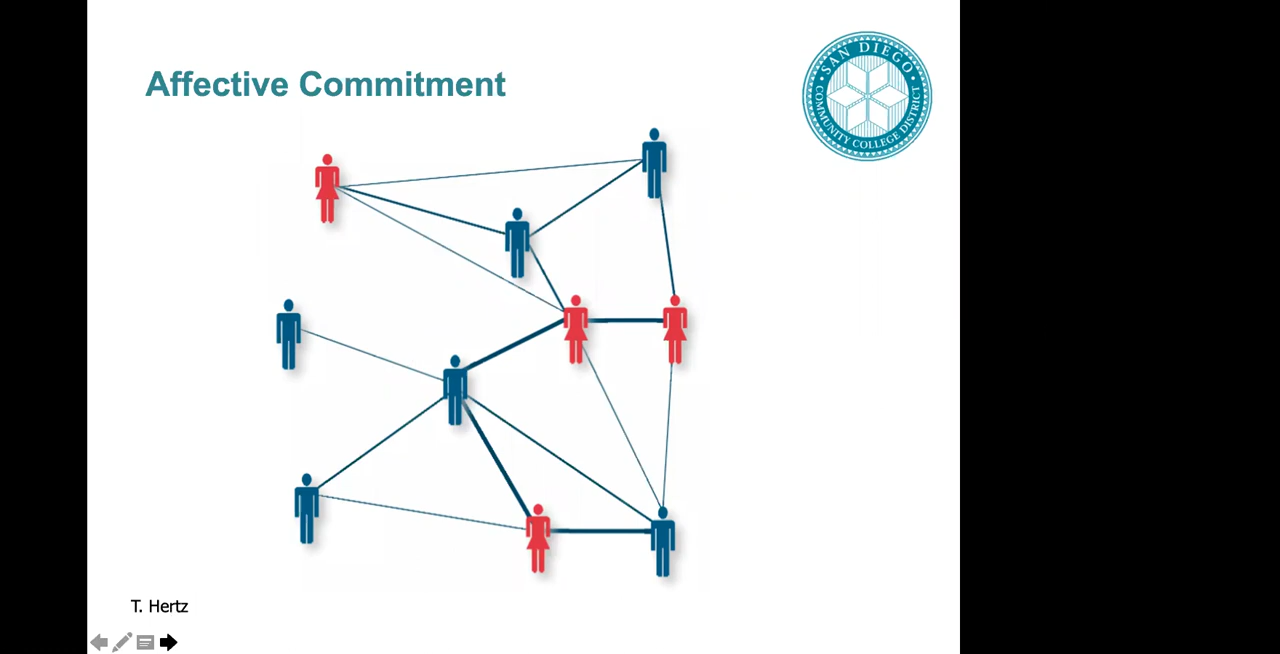 Affective Commitment
• SAN DIEGO •
COMMUNITY COLLEGE DISTRICT
T. Hertz